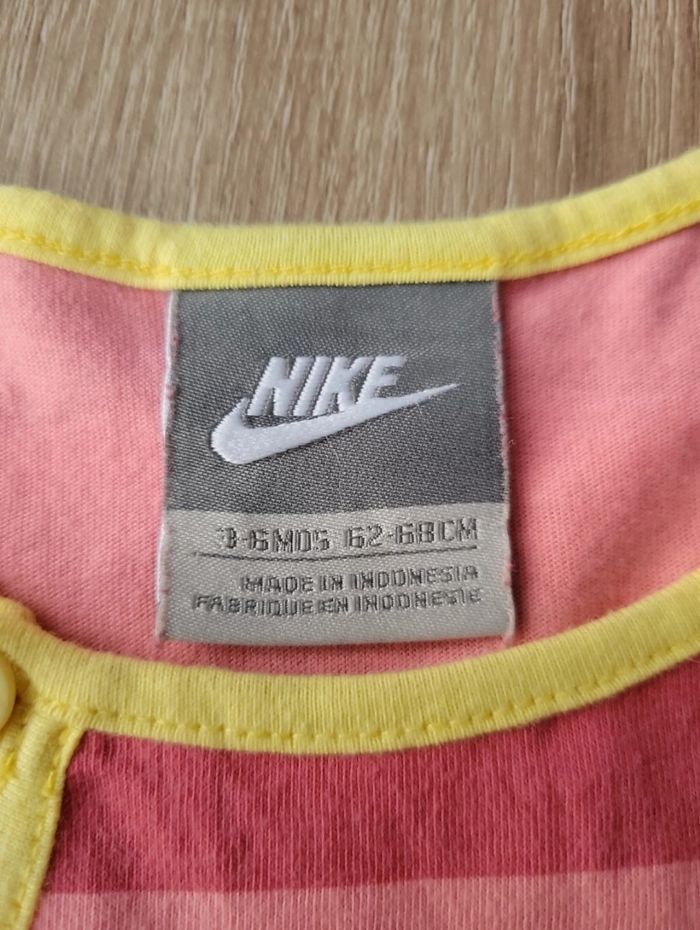 NIKE
3-6MOS 62-68CM
MADE IN INDONESIA
FABRIQUE EN INDONESIE